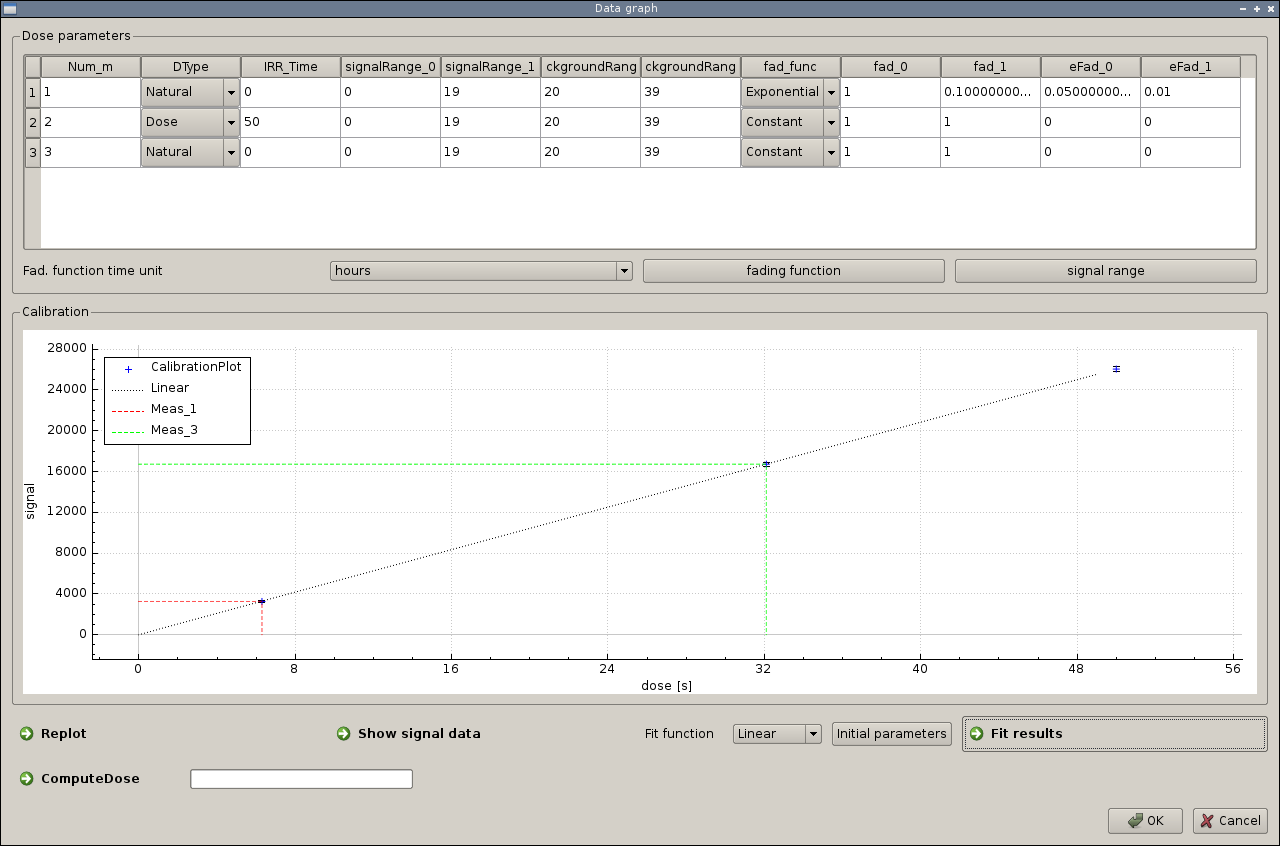 Data graph
Dose parameters
Num_m DType IRR_Time signalRange_0 signalRange_1 ckgroundRang ckgroundRang fad_func fad_0 fad_1 eFad_0 eFad_1
1 1 Natural 0 0 19 20 39 Exponential 1 0.10000000... 0.05000000... 0.01
2 2 Dose 50 0 19 20 39 Constant 1 1 0 0
3 3 Natural 0 0 19 20 39 Constant 1 1 0 0
Fad. function time unit hours fading function signal range
Calibration
28000
24000
20000
16000
12000
8000
4000
0
signal
CalibrationPlot
Linear
Meas_1
Meas_3
0 8 16 24 32 40 48 56
dose [s]
Replot Show signal data Fit function Linear Initial parameters Fit results
ComputeDose
OK Cancel